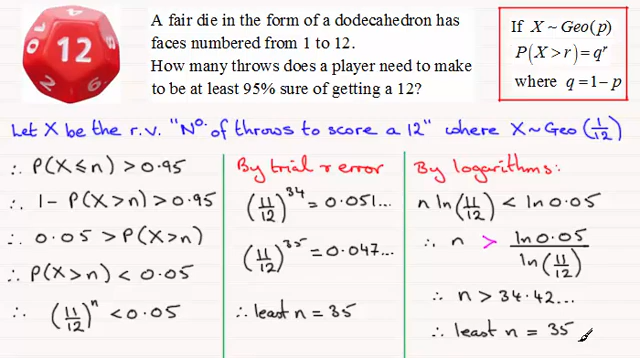 A fair die in the form of a dodecahedron has
faces numbered from 1 to 12.
How many throws does a player need to make
to be at least 95% sure of getting a 12?
If X ~ Geo(p)
P(X > r) = qʳ
where q = 1 − p
12
10
2
6
Let X be the r.v. "Nº. of throws to score a 12" where X ~ Geo (1/12)
∴ P(X ≤ n) > 0.95
∴ 1 - P(X > n) > 0.95
∴ 0.05 > P(X > n)
∴ P(X > n) < 0.05
∴ (11/12)ⁿ < 0.05
By trial & error
(11/12)³⁴ = 0.051...
(11/12)³⁵ = 0.047...
∴ least n = 35
By logarithms:
n ln (11/12) < ln 0.05
∴ n > ln 0.05 / ln (11/12)
∴ n > 34.42...
∴ least n = 35